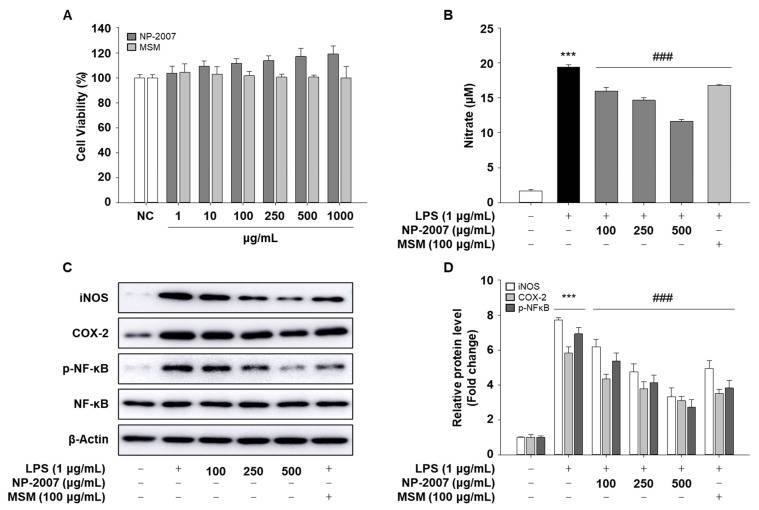 A
NP-2007
MSM
140
120
100
80
60
40
20
0
Cell Viability (%)
NC 1 10 100 250 500 1000
μg/mL
B
25
20
15
10
5
0
Nitrate (μM)
***
###
LPS (1 μg/mL) – + + + + +
NP-2007 (μg/mL) 100 250 500
MSM (100 μg/mL) +
C
iNOS
COX-2
p-NF-κB
NF-κB
β-Actin
LPS (1 μg/mL) – + 100 250 500 +
NP-2007 (μg/mL)
MSM (100 μg/mL) – +
D
iNOS
COX-2
p-NFκB
10
8
6
4
2
0
Relative protein level
(Fold change)
***
###
LPS (1 μg/mL) – + + + + +
NP-2007 (μg/mL) 100 250 500
MSM (100 μg/mL) – +